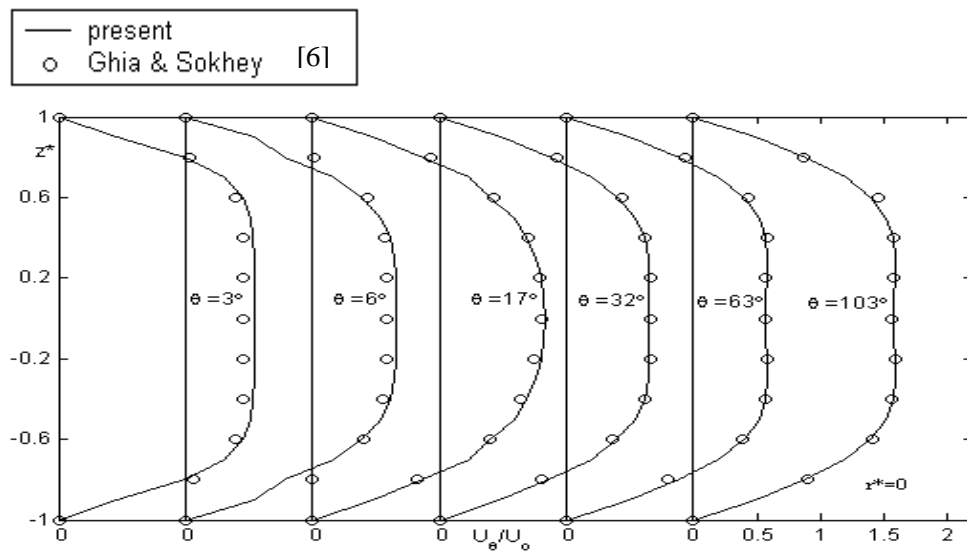 present
Ghia & Sokhey [6]
1
z*
0.6
0.2
-0.2
-0.6
-1
θ =3°
θ =6°
θ =17°
θ =32°
θ =63°
θ =103°
r*=0
0 0 0 0 0 0 0.5 1 1.5 2
Uθ/Uo